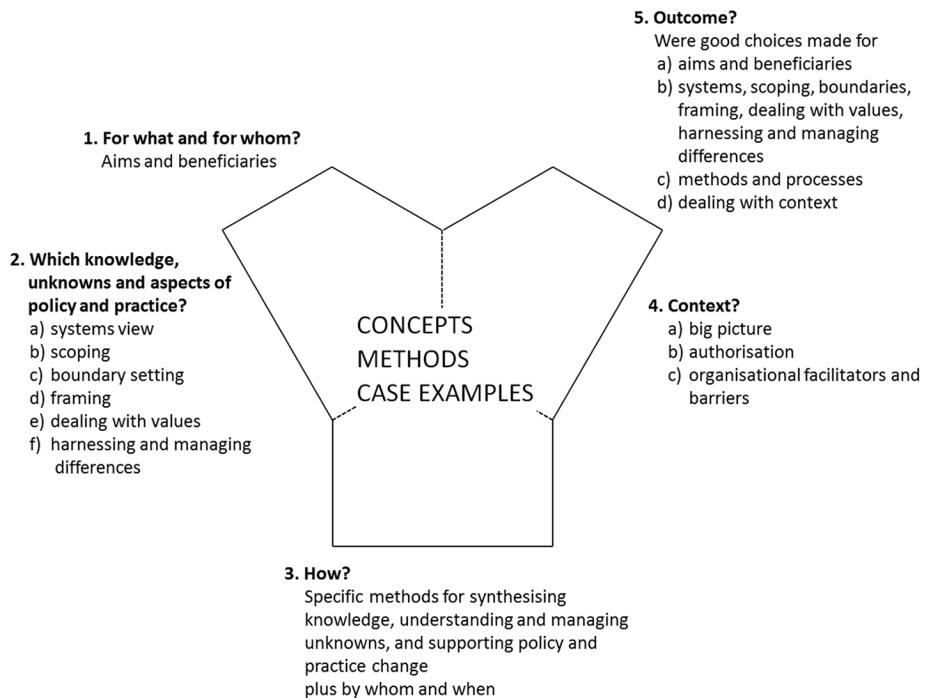 1. For what and for whom?
Aims and beneficiaries
2. Which knowledge,
unknowns and aspects of
policy and practice?
a) systems view
b) scoping
c) boundary setting
d) framing
e) dealing with values
f) harnessing and managing
differences
3. How?
Specific methods for synthesising
knowledge, understanding and managing
unknowns, and supporting policy and
practice change
plus by whom and when
4. Context?
a) big picture
b) authorisation
c) organisational facilitators and
barriers
5. Outcome?
Were good choices made for
a) aims and beneficiaries
b) systems, scoping, boundaries,
framing, dealing with values,
harnessing and managing
differences
c) methods and processes
d) dealing with context
CONCEPTS
METHODS
CASE EXAMPLES